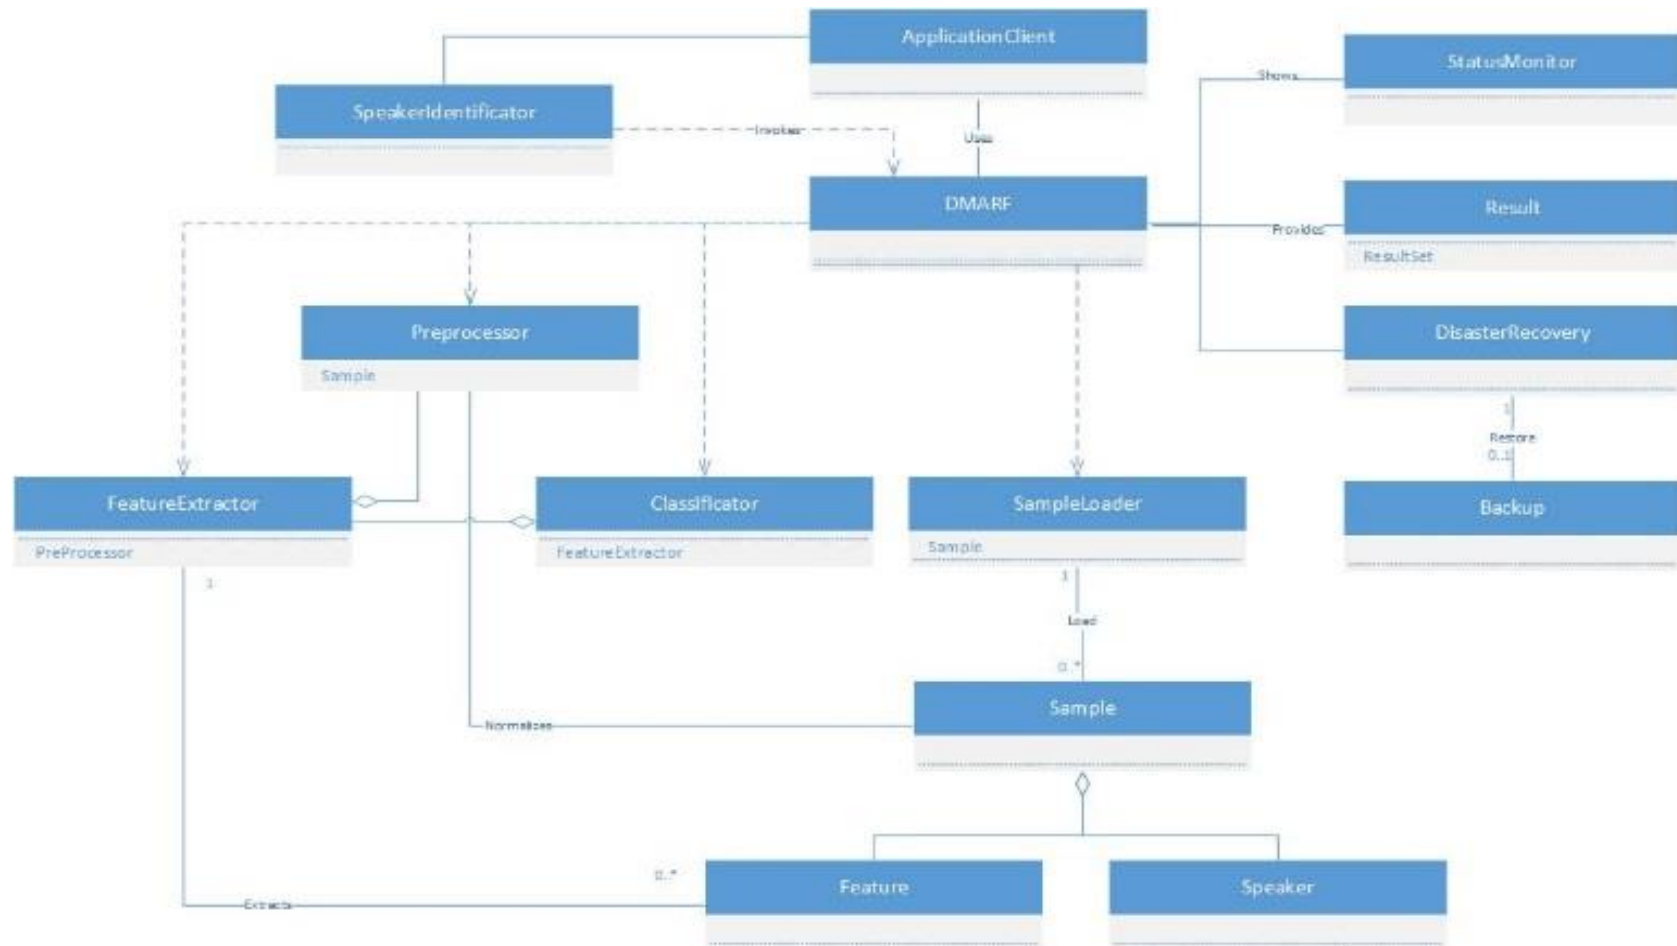 ApplicationClient
StatusMonitor
Shows
SpeakerIdentificator
Invokes
Uses
DMARF
Result
Provides
ResultSet
Preprocessor
Sample
DisasterRecovery
1
Restore
0..1
FeatureExtractor
PreProcessor
Classificator
FeatureExtractor
SampleLoader
Sample
Backup
1
1
Load
0..*
Sample
Normalizes
0..*
Feature
Speaker
Extracts